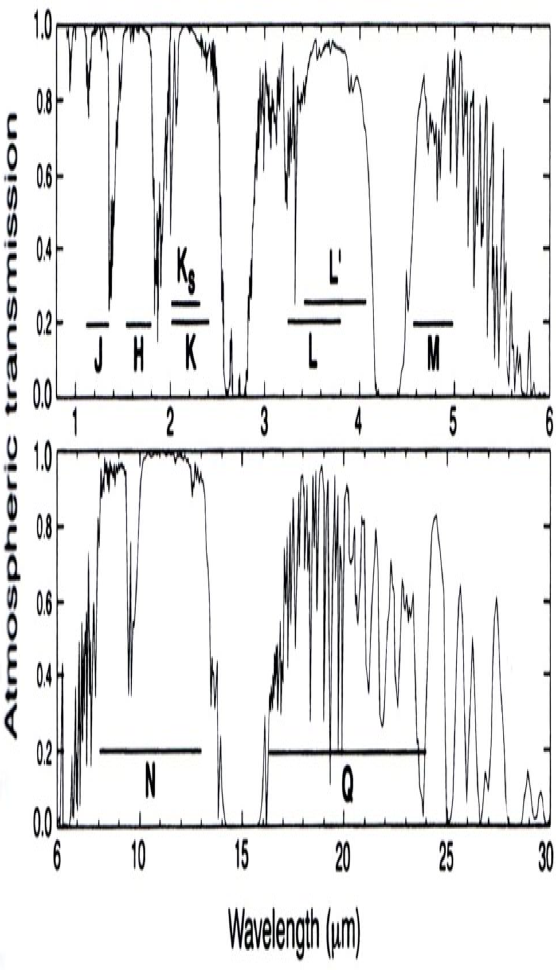 Atmospheric transmission
1.0
0.8
0.6
0.4
0.2
0.0
J
H
Ks
K
L'
L
M
1 2 3 4 5 6
1.0
0.8
0.6
0.4
0.2
0.0
N
Q
6 10 15 20 25 30
Wavelength (μm)